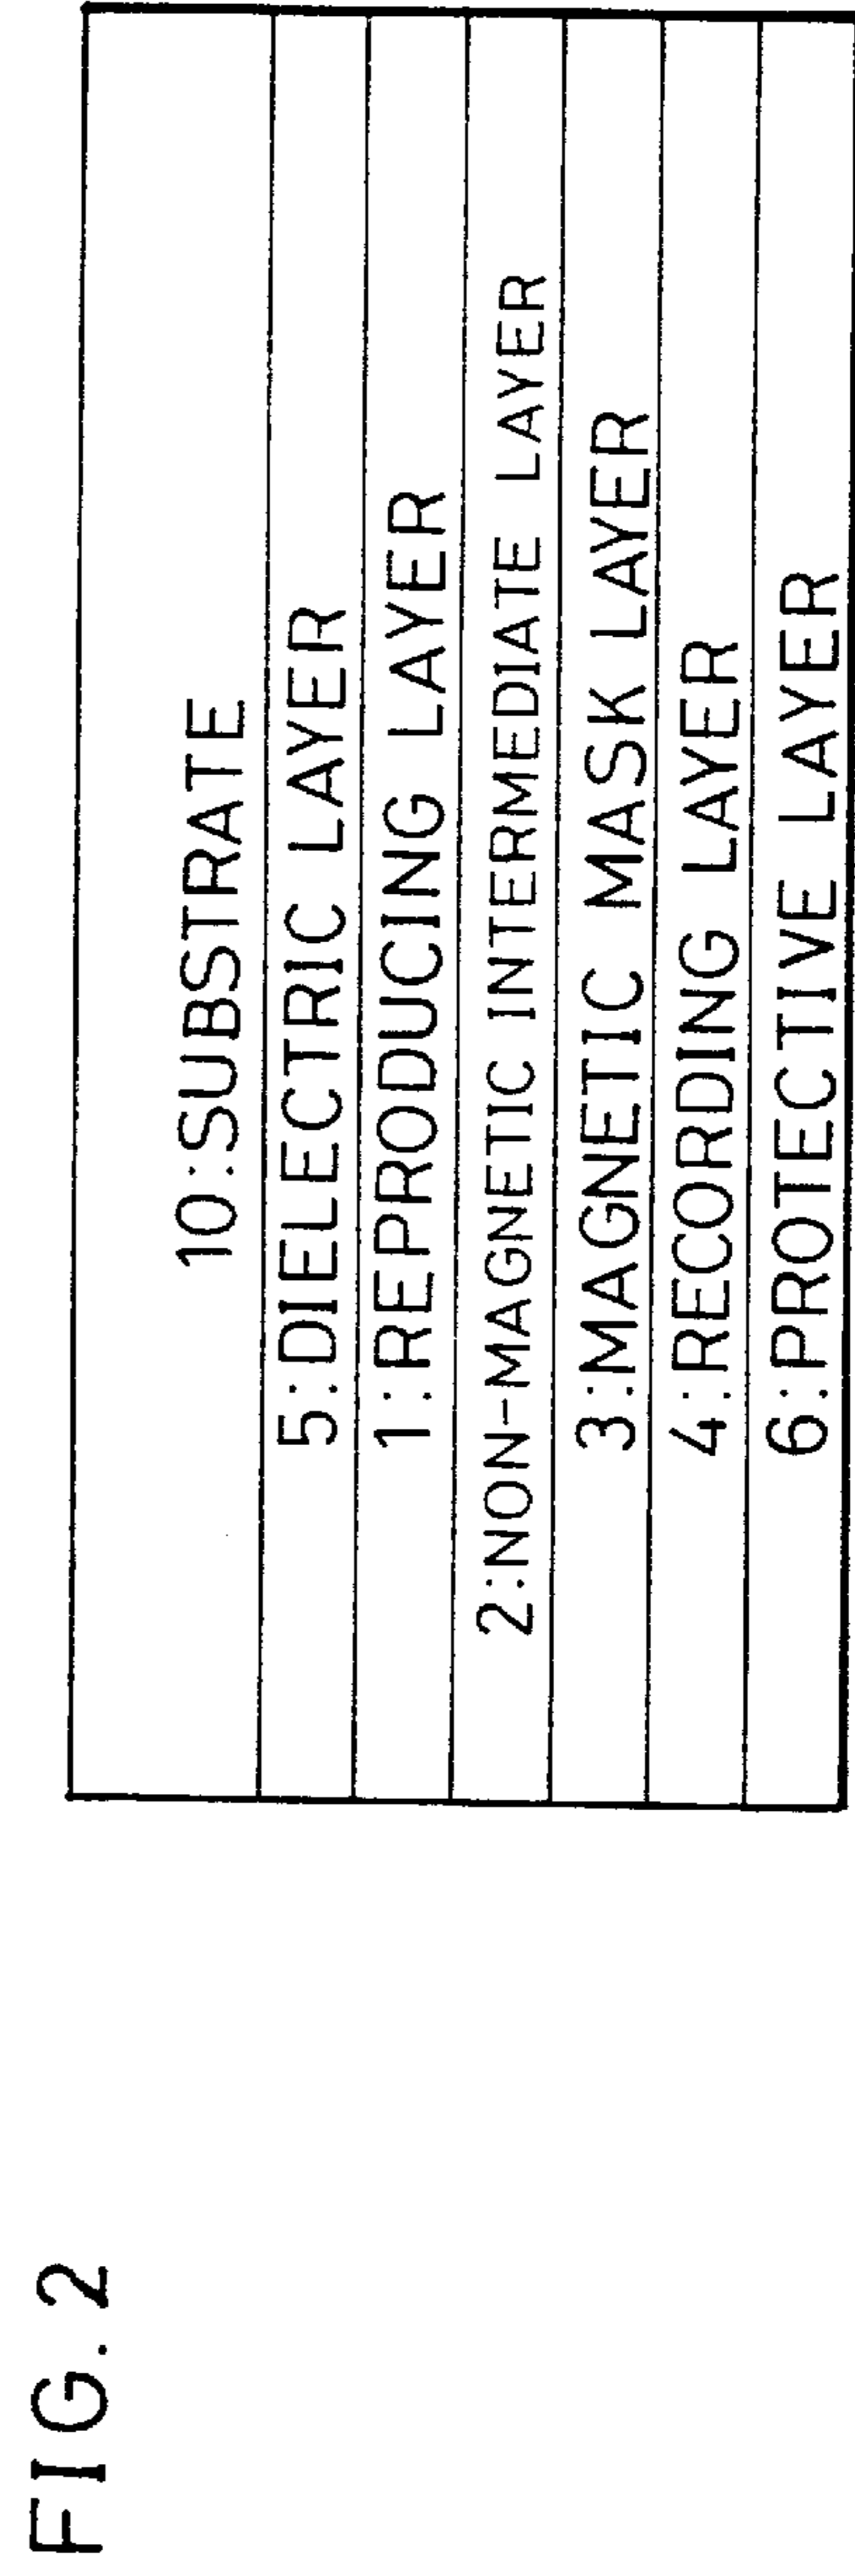 FIG. 2
10:SUBSTRATE
5:DIELECTRIC LAYER
1:REPRODUCING LAYER
2:NON-MAGNETIC INTERMEDIATE LAYER
3:MAGNETIC MASK LAYER
4:RECORDING LAYER
6:PROTECTIVE LAYER